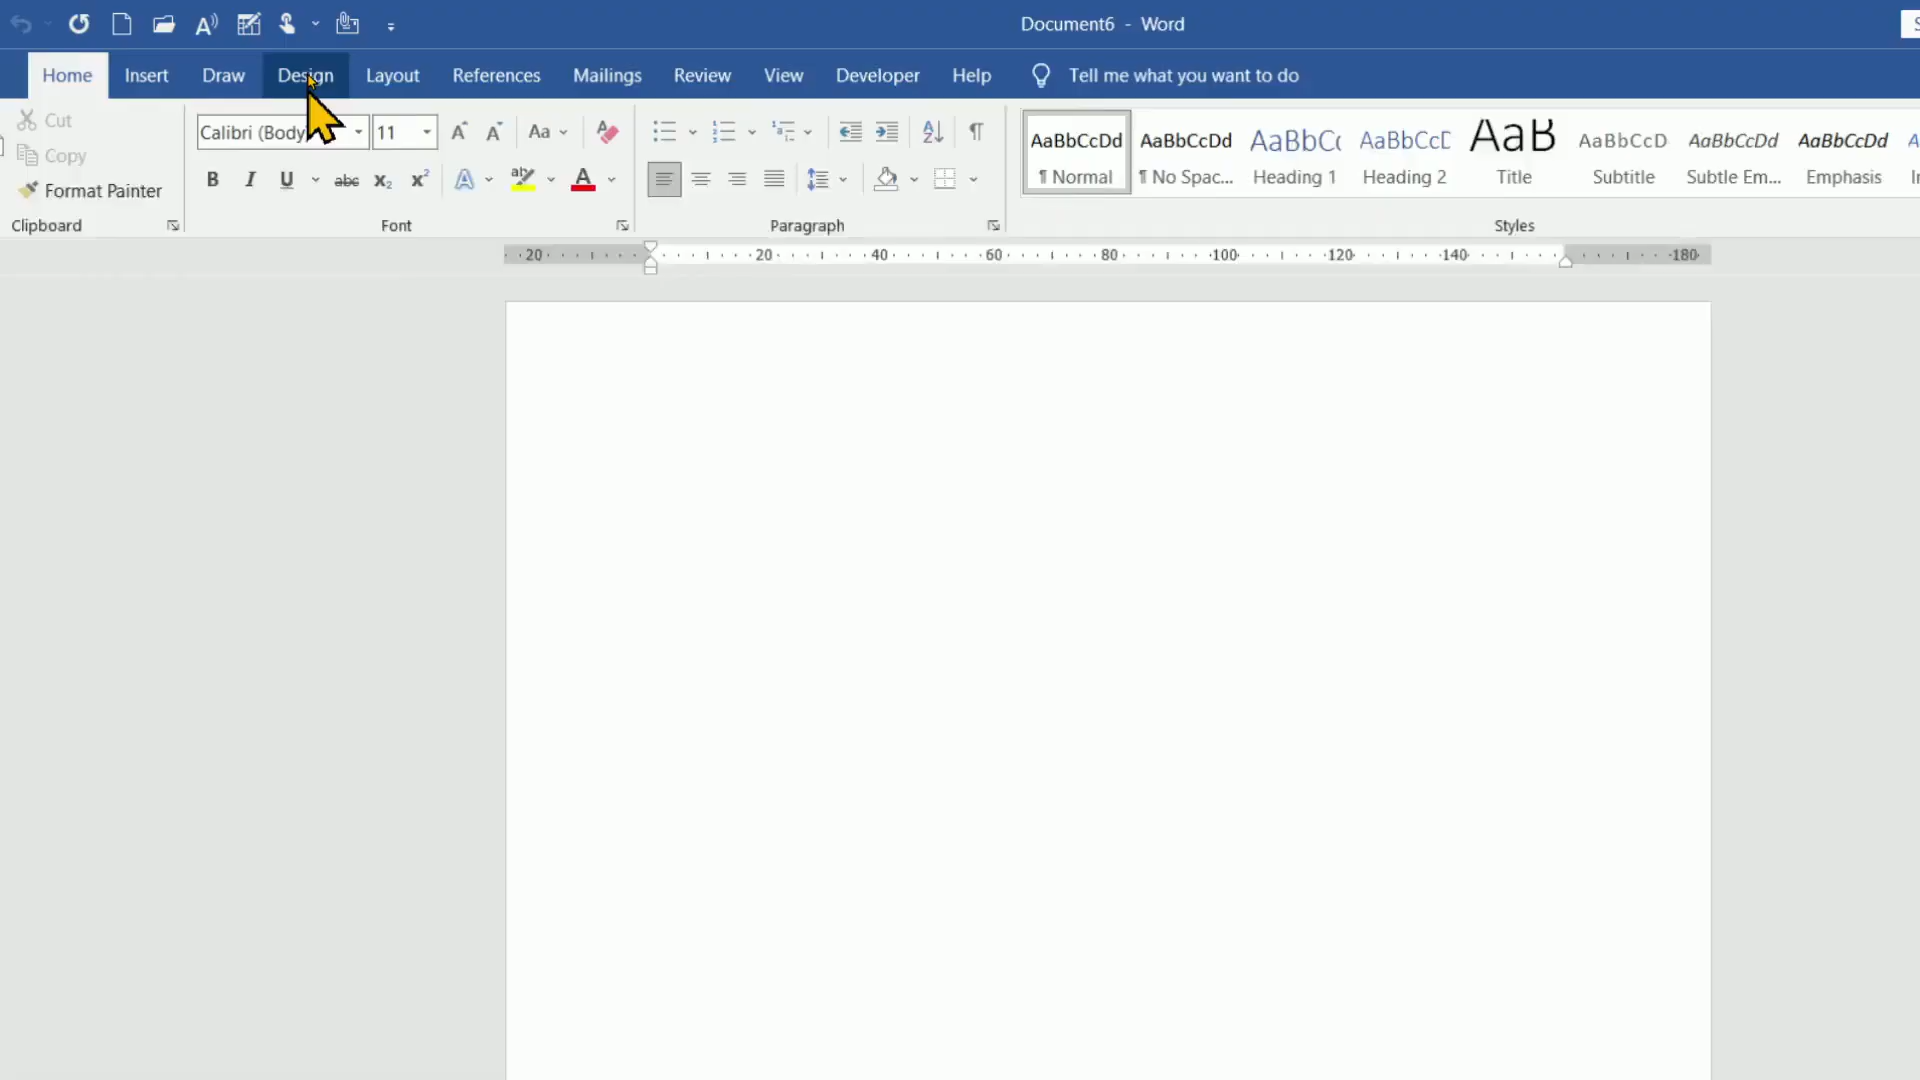 Document6 - Word
Home Insert Draw Design Layout References Mailings Review View Developer Help Tell me what you want to do
Cut
Copy
Format Painter
Clipboard
Calibri (Body 11 Aa
B I U abc x₂ x² A ab A
Font
Paragraph
AaBbCcDd AaBbCcDd AaBbCc AaBbCcD AaB AaBbCcD AaBbCcDd AaBbCcDd
¶ Normal ¶ No Spac... Heading 1 Heading 2 Title Subtitle Subtle Em... Emphasis
Styles
20 20 40 60 80 100 120 140 180